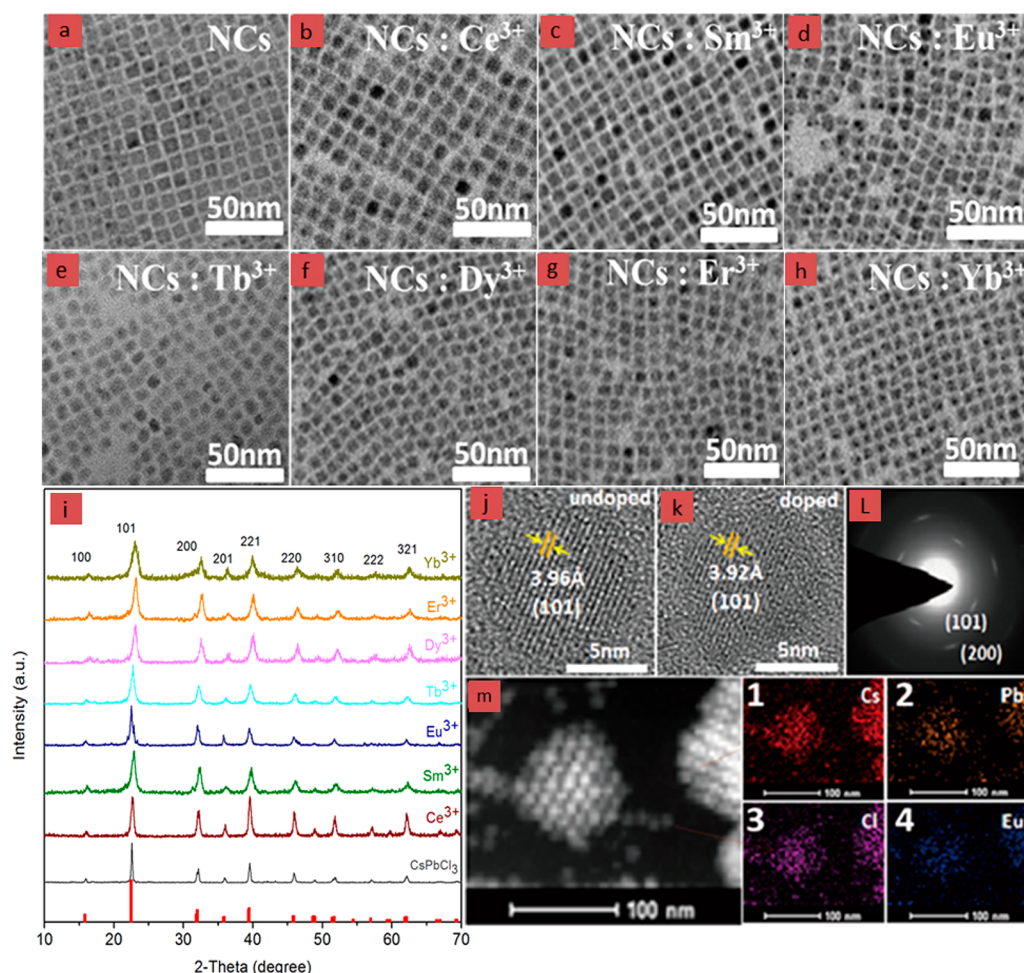 a NCs
50nm
b NCs : Ce3+
50nm
c NCs : Sm3+
50nm
d NCs : Eu3+
50nm
e NCs : Tb3+
50nm
f NCs : Dy3+
50nm
g NCs : Er3+
50nm
h NCs : Yb3+
50nm
i
100 101 200 201 221 220 310 222 321
Yb3+
Er3+
Dy3+
Tb3+
Eu3+
Sm3+
Ce3+
CsPbCl3
Intensity (a.u.)
10 20 30 40 50 60 70
2-Theta (degree)
j undoped
3.96Å
(101)
5nm
k doped
3.92Å
(101)
5nm
L
(101)
(200)
m
100 nm
1 Cs
100 nm
2 Pb
100 nm
3 Cl
100 nm
4 Eu
100 nm